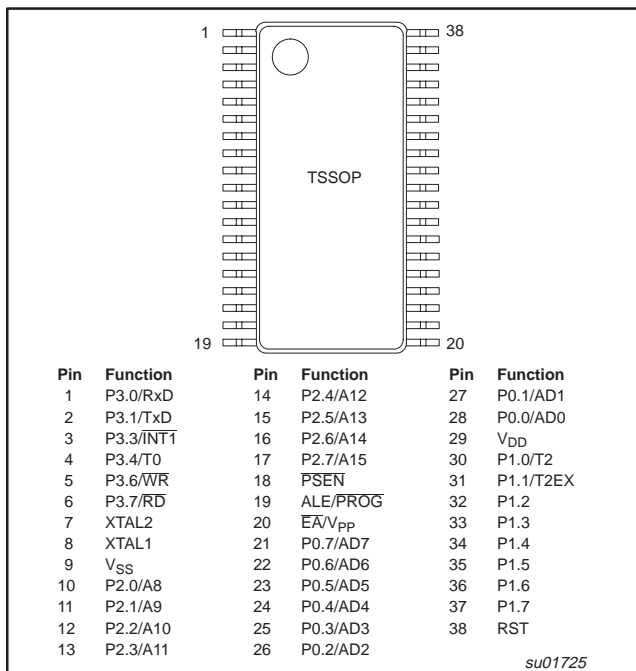 1 38
TSSOP
19 20
Pin Function Pin Function Pin Function
1 P3.0/RxD 14 P2.4/A12 27 P0.1/AD1
2 P3.1/TxD 15 P2.5/A13 28 P0.0/AD0
3 P3.3/INT1 16 P2.6/A14 29 VDD
4 P3.4/T0 17 P2.7/A15 30 P1.0/T2
5 P3.6/WR 18 PSEN 31 P1.1/T2EX
6 P3.7/RD 19 ALE/PROG 32 P1.2
7 XTAL2 20 EA/VPP 33 P1.3
8 XTAL1 21 P0.7/AD7 34 P1.4
9 VSS 22 P0.6/AD6 35 P1.5
10 P2.0/A8 23 P0.5/AD5 36 P1.6
11 P2.1/A9 24 P0.4/AD4 37 P1.7
12 P2.2/A10 25 P0.3/AD3 38 RST
13 P2.3/A11 26 P0.2/AD2
su01725